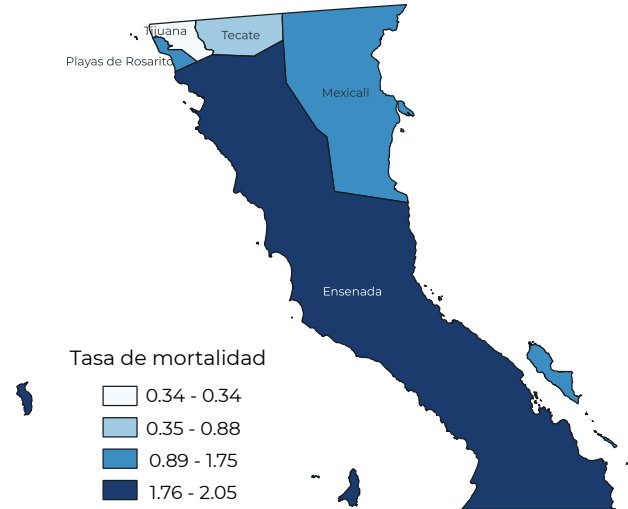 Tijuana
Tecate
Playas de Rosarito
Mexicali
Ensenada
Tasa de mortalidad
0.34 - 0.34
0.35 - 0.88
0.89 - 1.75
1.76 - 2.05